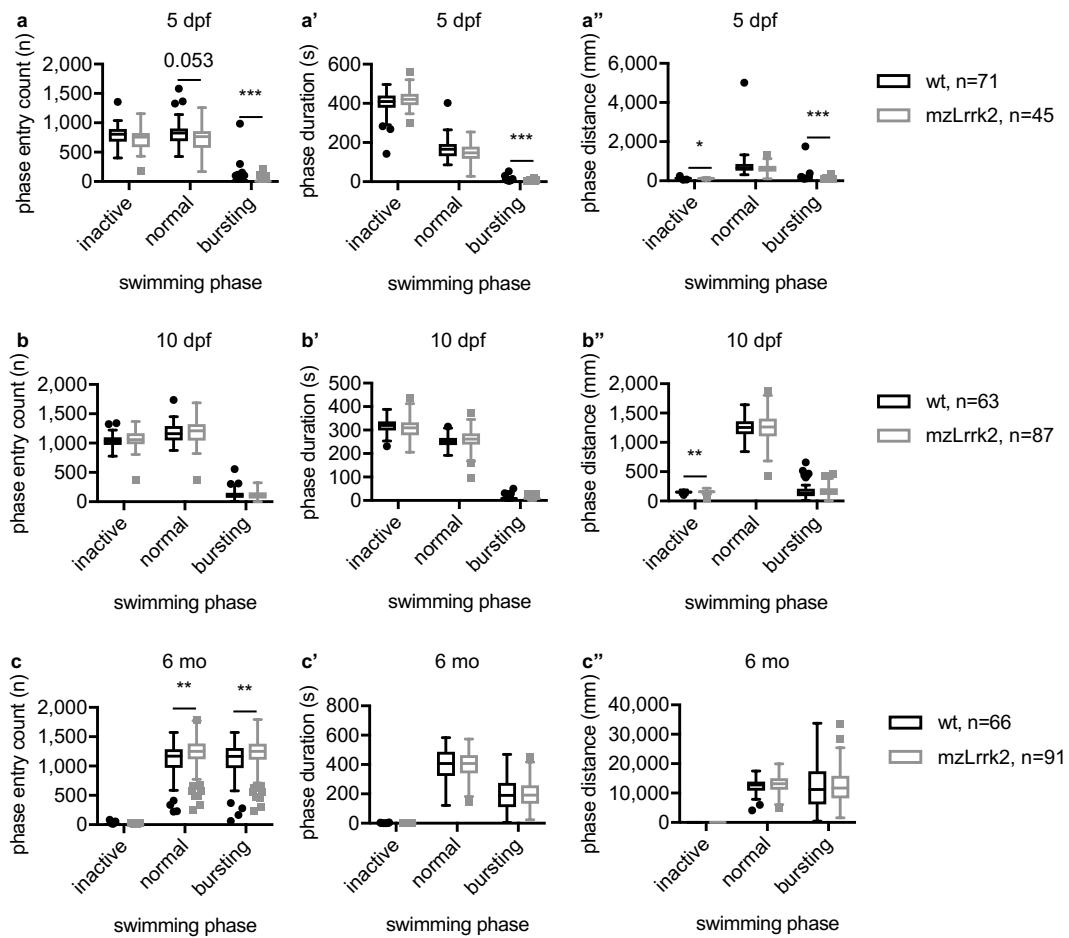 a
5 dpf
phase entry count (n)
2,000
1,500
1,000
500
0
0.053
***
inactive
normal
bursting
swimming phase
a’
5 dpf
phase duration (s)
600
400
200
0
***
inactive
normal
bursting
swimming phase
a’’
5 dpf
phase distance (mm)
6,000
4,000
2,000
0
*
***
inactive
normal
bursting
swimming phase
wt, n=71
mzLrrk2, n=45
b
10 dpf
phase entry count (n)
2,000
1,500
1,000
500
0
inactive
normal
bursting
swimming phase
b’
10 dpf
phase duration (s)
500
400
300
200
100
0
inactive
normal
bursting
swimming phase
b’’
10 dpf
phase distance (mm)
2,000
1,500
1,000
500
0
**
inactive
normal
bursting
swimming phase
wt, n=63
mzLrrk2, n=87
c
6 mo
phase entry count (n)
2,000
1,500
1,000
500
0
**
**
inactive
normal
bursting
swimming phase
c’
6 mo
phase duration (s)
800
600
400
200
0
inactive
normal
bursting
swimming phase
c’’
6 mo
phase distance (mm)
40,000
30,000
20,000
10,000
0
inactive
normal
bursting
swimming phase
wt, n=66
mzLrrk2, n=91